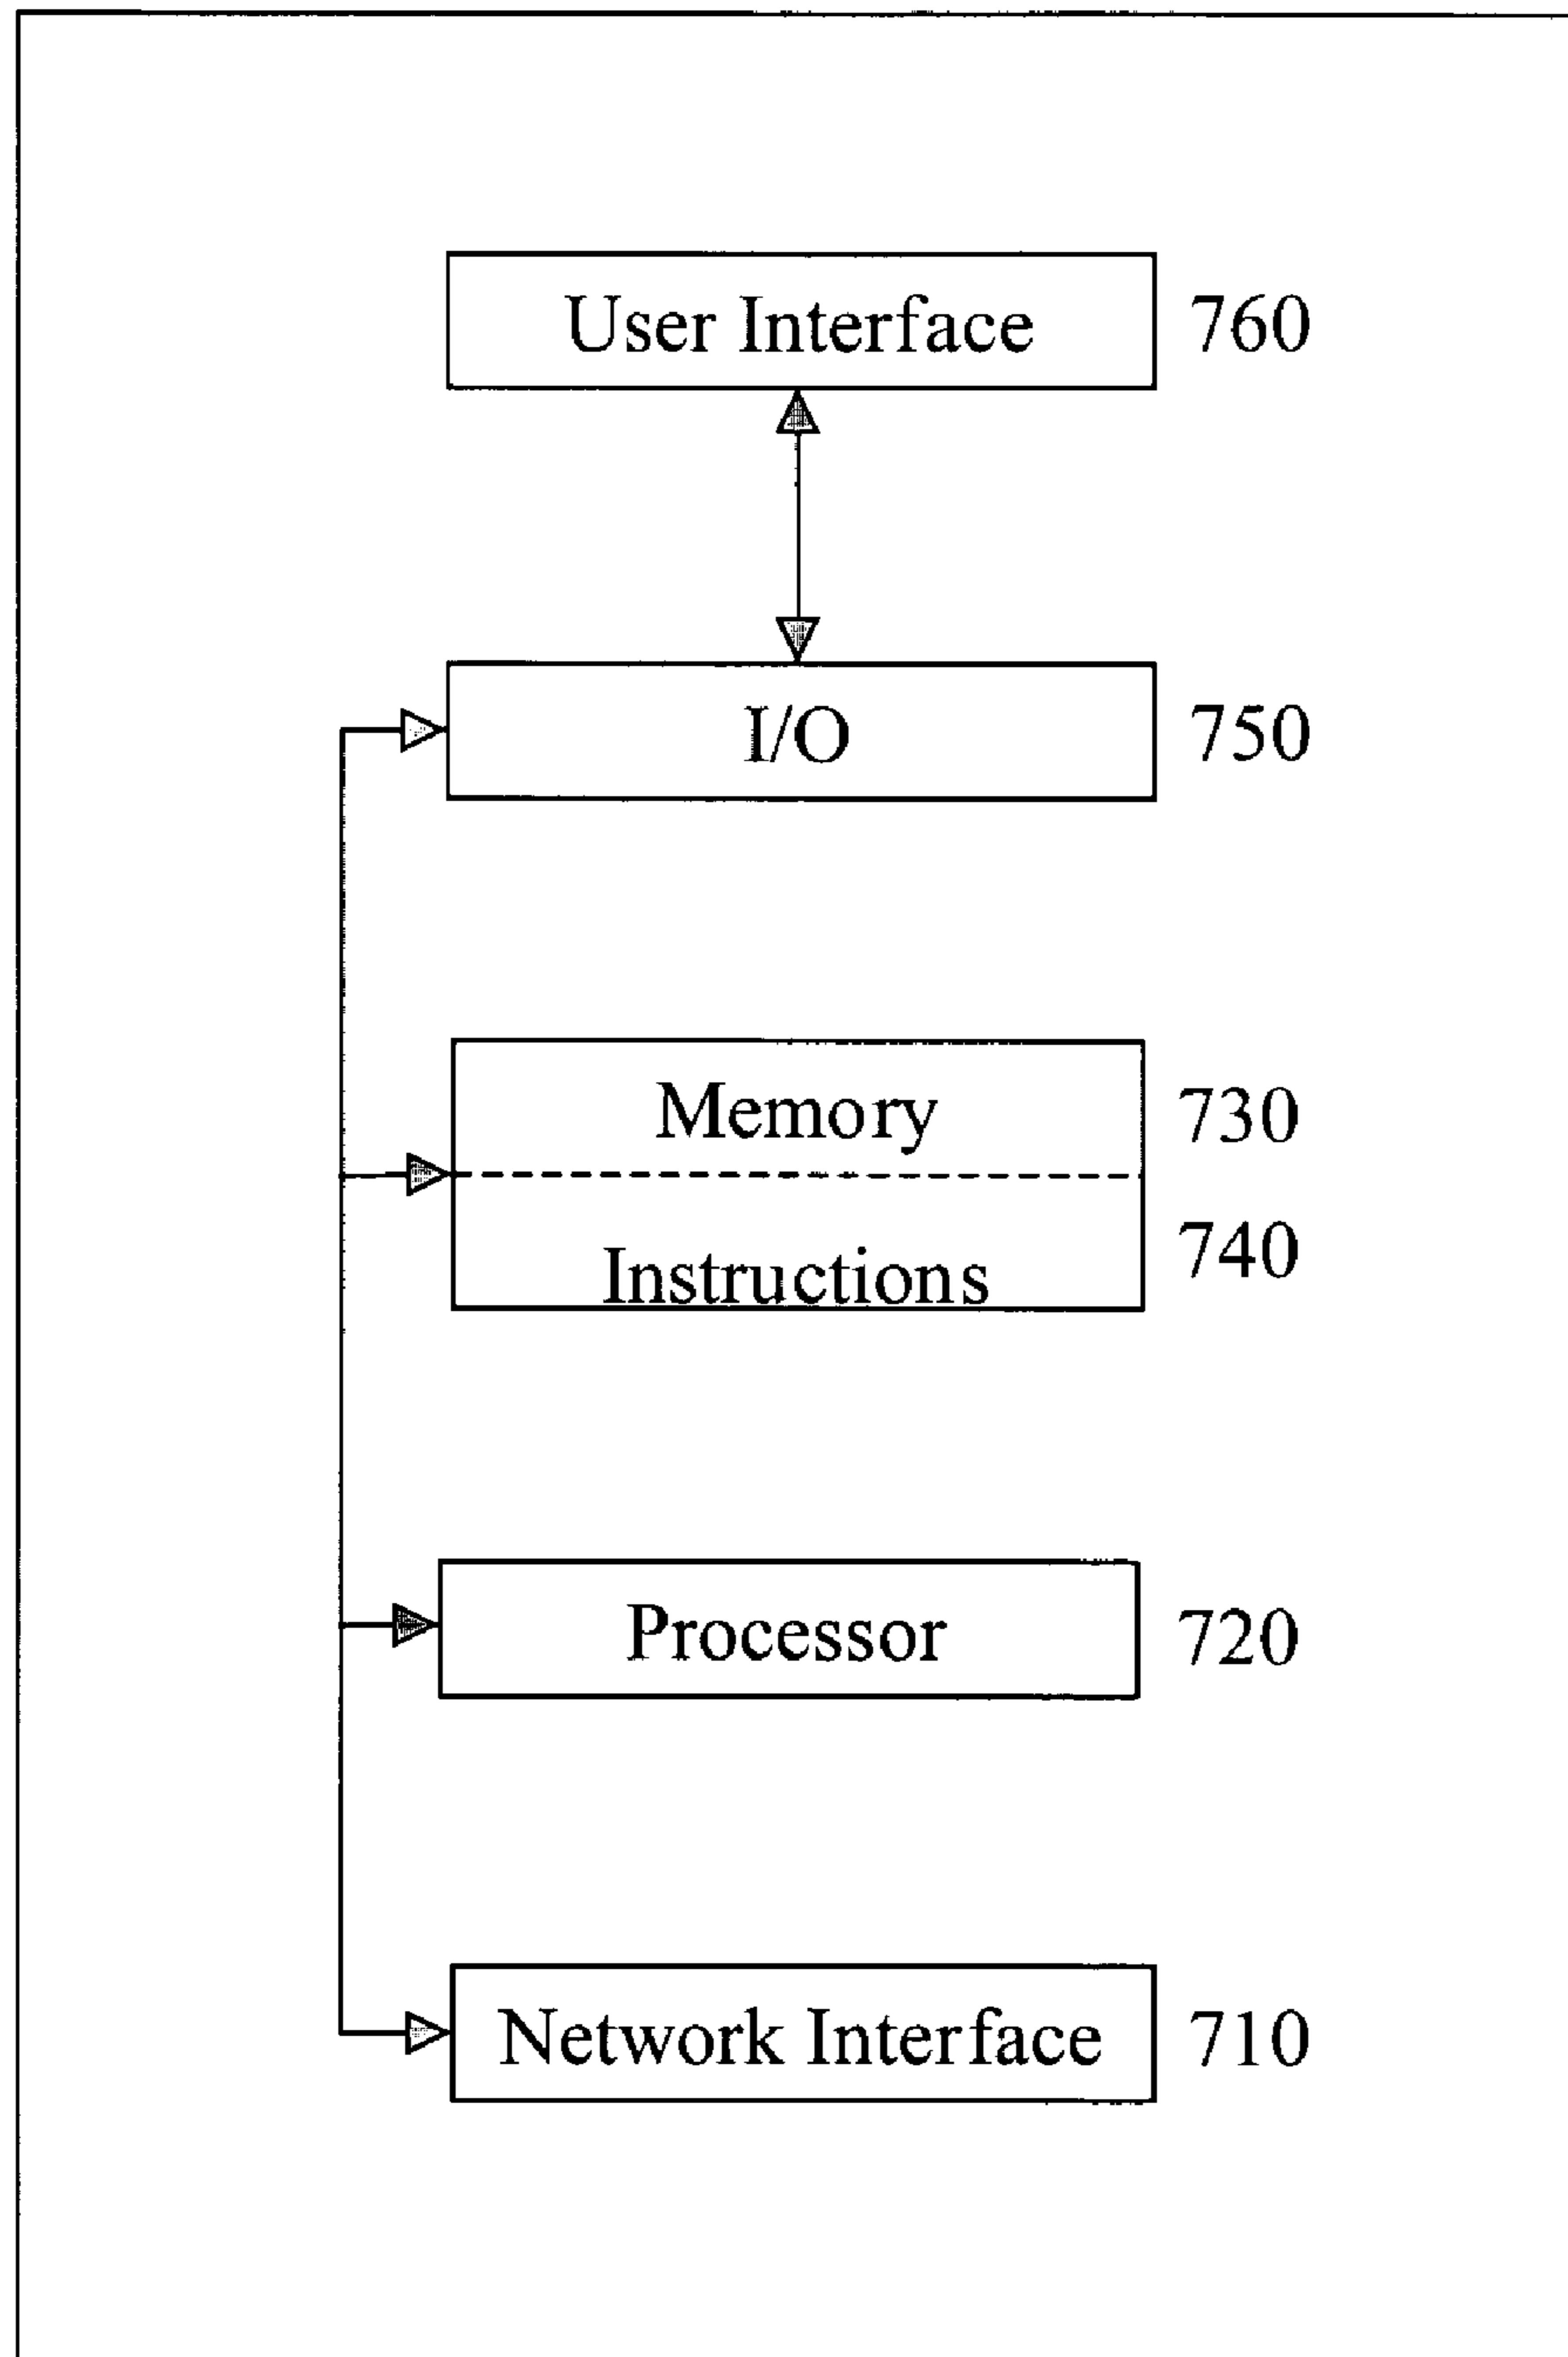 User Interface 760
I/O 750
Memory 730
Instructions 740
Processor 720
Network Interface 710